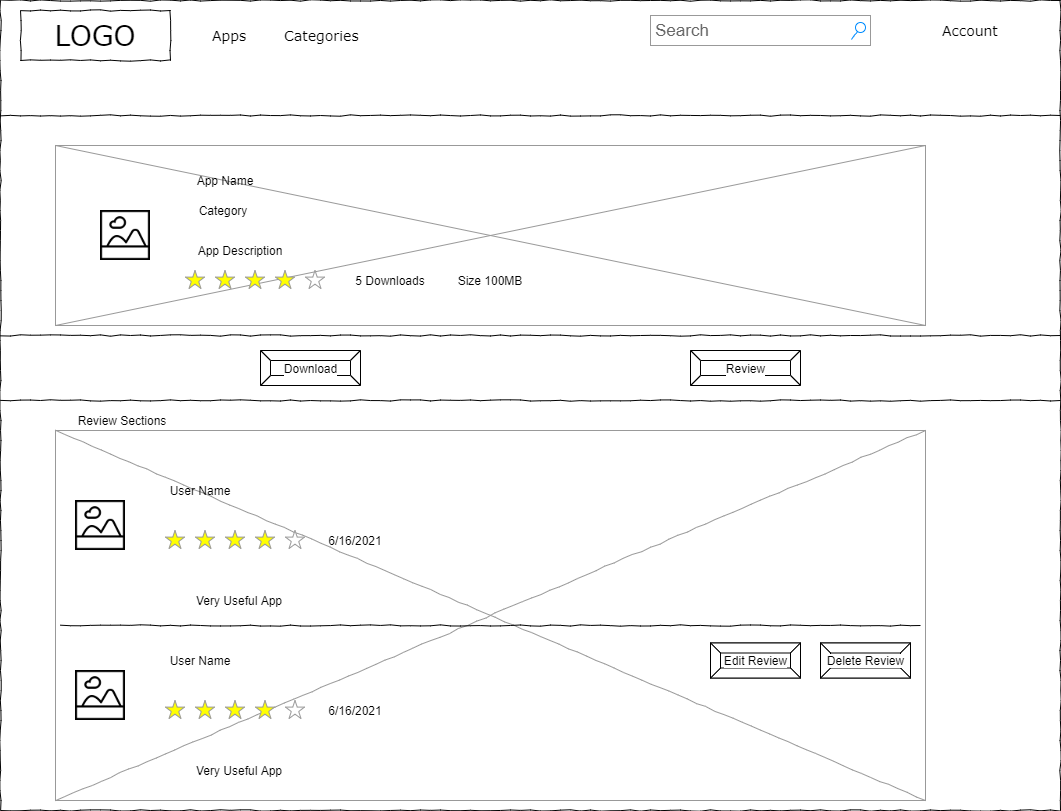 LOGO
Apps
Categories
Search
Account
App Name
Category
App Description
5 Downloads
Size 100MB
Download
Review
Review Sections
User Name
6/16/2021
Very Useful App
User Name
Edit Review
Delete Review
6/16/2021
Very Useful App